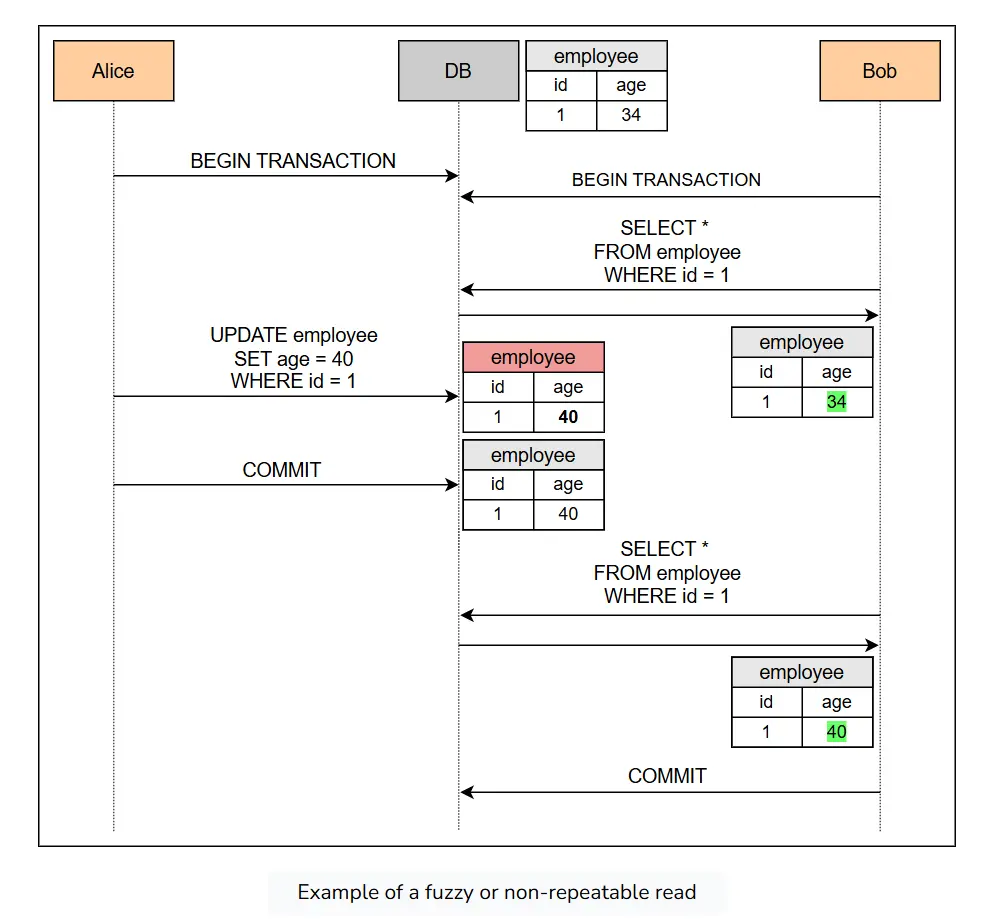 Alice
DB
employee
id age
1 34
Bob
BEGIN TRANSACTION
BEGIN TRANSACTION
SELECT *
FROM employee
WHERE id = 1
UPDATE employee
SET age = 40
WHERE id = 1
employee
id age
1 40
employee
id age
1 34
COMMIT
employee
id age
1 40
SELECT *
FROM employee
WHERE id = 1
employee
id age
1 40
COMMIT
Example of a fuzzy or non-repeatable read